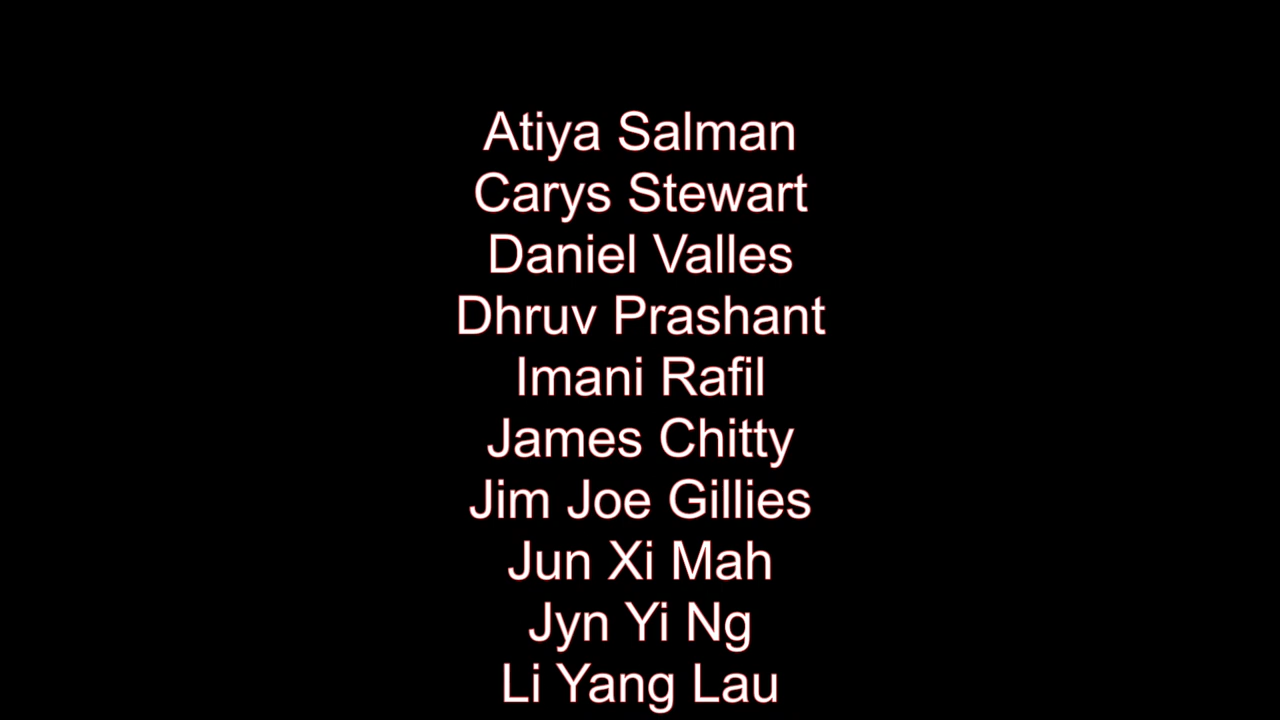 Atiya Salman
Carys Stewart
Daniel Valles
Dhruv Prashant
Imani Rafil
James Chitty
Jim Joe Gillies
Jun Xi Mah
Jyn Yi Ng
Li Yang Lau